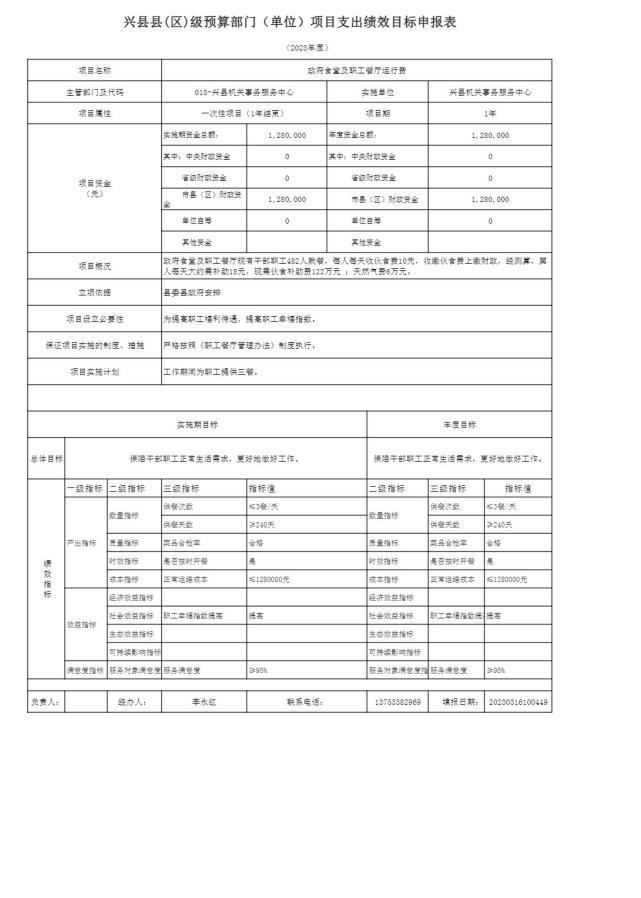 兴县县(区)级预算部门（单位）项目支出绩效目标申报表
（2023年度）
项目名称 政府食堂及职工餐厅运行费
主管部门及代码 015-兴县机关事务服务中心 实施单位 兴县机关事务服务中心
项目属性 一次性项目（1年结束） 项目期 1年
项目资金
（元）
实施期资金总额： 1,280,000 年度资金总额： 1,280,000
其中：中央财政资金 0 其中：中央财政资金 0
省级财政资金 0 省级财政资金 0
市县（区）财政资金 1,280,000 市县（区）财政资金 1,280,000
单位自筹 0 单位自筹 0
其他资金 其他资金
项目概况 政府食堂及职工餐厅现有干部职工482人就餐，每人每天收伙食费10元，收缴伙食费上缴财政，经测算，第
人每天大约需补助18元，现需伙食补助费122万元 ；天然气费6万元。
立项依据 县委县政府安排
项目设立必要性 为提高职工福利待遇，提高职工幸福指数。
保证项目实施的制度、措施 严格按照《职工餐厅管理办法》制度执行。
项目实施计划 工作期间为职工提供三餐。
实施期目标 年度目标
总体目标 保障干部职工正常生活需求，更好地做好工作。 保障干部职工正常生活需求，更好地做好工作。
绩效指标
一级指标 二级指标 三级指标 指标值 二级指标 三级指标 指标值
产出指标 数量指标 供餐次数 ≤3餐/天 数量指标 供餐次数 ≤3餐/天
供餐天数 ≥240天 供餐天数 ≥240天
质量指标 菜品合检率 合格 质量指标 菜品合检率 合格
时效指标 是否按时开餐 是 时效指标 是否按时开餐 是
成本指标 正常运维成本 ≤1280000元 成本指标 正常运维成本 ≤1280000元
效益指标 经济效益指标 经济效益指标
社会效益指标 职工幸福指数提高 提高 社会效益指标 职工幸福指数提 提高
生态效益指标 生态效益指标
可持续影响指标 可持续影响指标
满意度指标 服务对象满意度 服务满意度 ≥95% 服务对象满意度指 服务满意度 ≥95%
负责人： 经办人： 李永红 联系电话： 13753382969 填报日期： 20230316100449